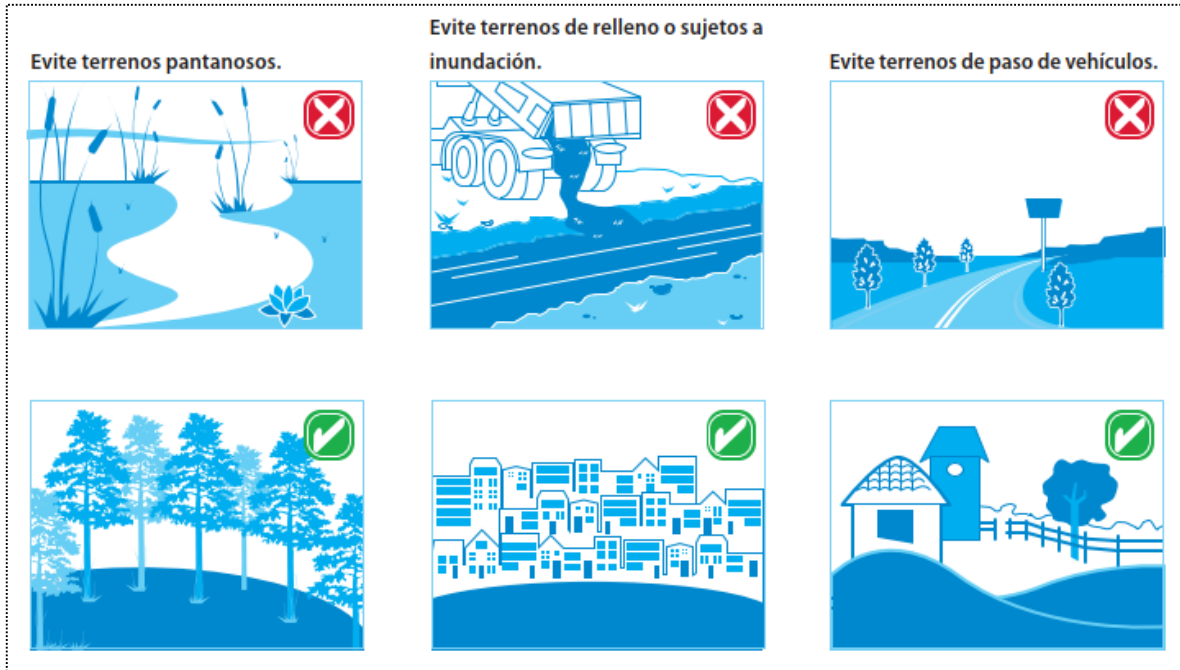 Evite terrenos pantanosos.
Evite terrenos de relleno o sujetos a
inundación.
Evite terrenos de paso de vehículos.